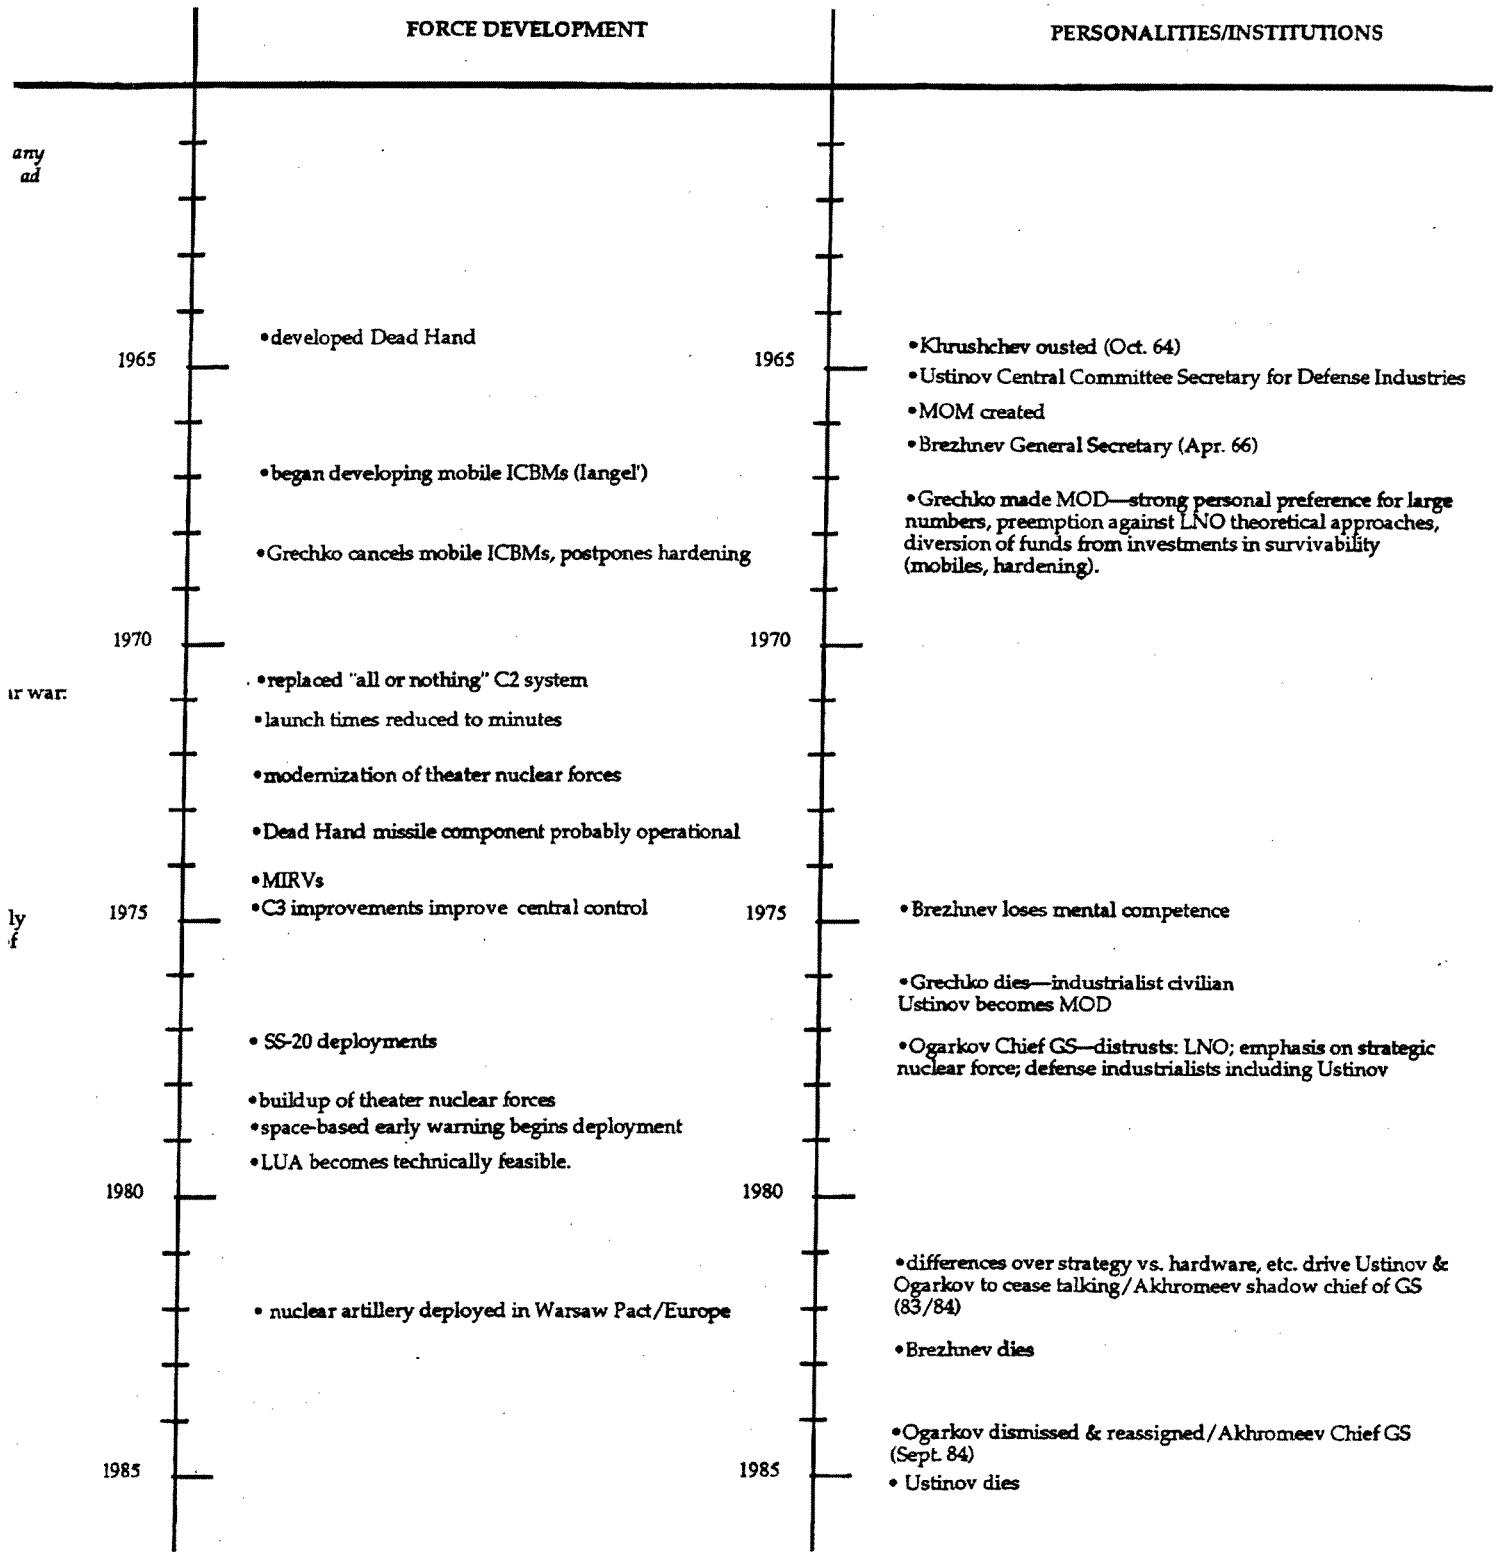 FORCE DEVELOPMENT
PERSONALITIES/INSTITUTIONS
any
ad
ır war:
ly
f
1965
•developed Dead Hand
•began developing mobile ICBMs (Iangel')
•Grechko cancels mobile ICBMs, postpones hardening
1970
•replaced "all or nothing" C2 system
•launch times reduced to minutes
•modernization of theater nuclear forces
•Dead Hand missile component probably operational
•MIRVs
1975
•C3 improvements improve central control
• SS-20 deployments
•buildup of theater nuclear forces
•space-based early warning begins deployment
•LUA becomes technically feasible.
1980
• nuclear artillery deployed in Warsaw Pact/Europe
1985
1965
•Khrushchev ousted (Oct. 64)
•Ustinov Central Committee Secretary for Defense Industries
•MOM created
•Brezhnev General Secretary (Apr. 66)
•Grechko made MOD—strong personal preference for large
numbers, preemption against LNO theoretical approaches,
diversion of funds from investments in survivability
(mobiles, hardening).
1970
1975
•Brezhnev loses mental competence
•Grechko dies—industrialist civilian
Ustinov becomes MOD
•Ogarkov Chief GS—distrusts: LNO; emphasis on strategic
nuclear force; defense industrialists including Ustinov
1980
•differences over strategy vs. hardware, etc. drive Ustinov &
Ogarkov to cease talking/Akhromeev shadow chief of GS
(83/84)
•Brezhnev dies
•Ogarkov dismissed & reassigned/Akhromeev Chief GS
(Sept. 84)
1985
• Ustinov dies